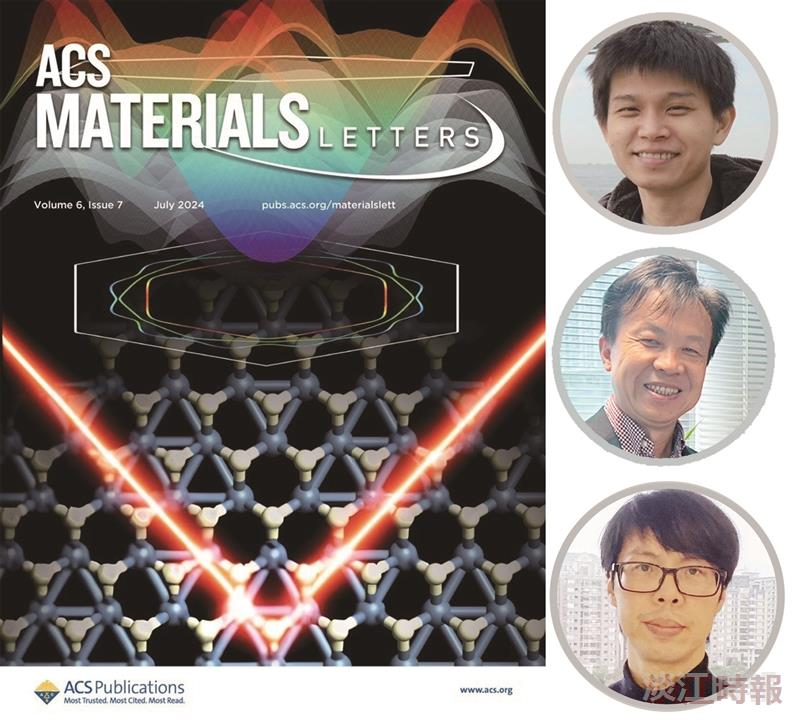 ACS
MATERIALS LETTERS
Volume 6, Issue 7 July 2024 pubs.acs.org/materialslett
ACS Publications
Most Trusted. Most Cited. Most Read.
www.acs.org
淡江時報